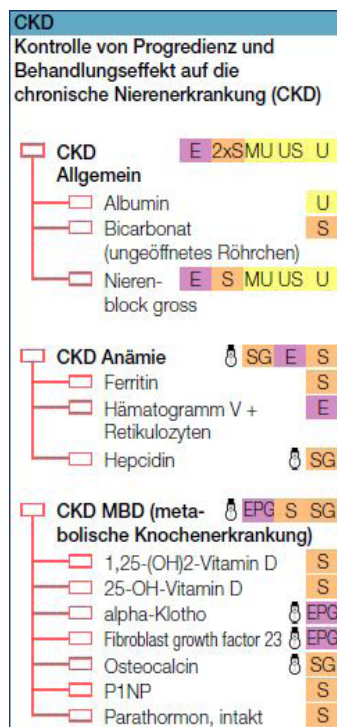 CKD
Kontrolle von Progredienz und
Behandlungseffekt auf die
chronische Nierenerkrankung (CKD)
CKD E 2xS MU US U
Allgemein
Albumin U
Bicarbonat S
(ungeöffnetes Röhrchen)
Nieren- E S MU US U
block gross
CKD Anämie SG E S
Ferritin S
Hämatogramm V + E
Retikulozyten
Hepcidin SG
CKD MBD (meta- EPG S SG
bolische Knochenerkrankung)
1,25-(OH)2-Vitamin D S
25-OH-Vitamin D S
alpha-Klotho EPG
Fibroblast growth factor 23 EPG
Osteocalcin SG
P1NP S
Parathormon, intakt S